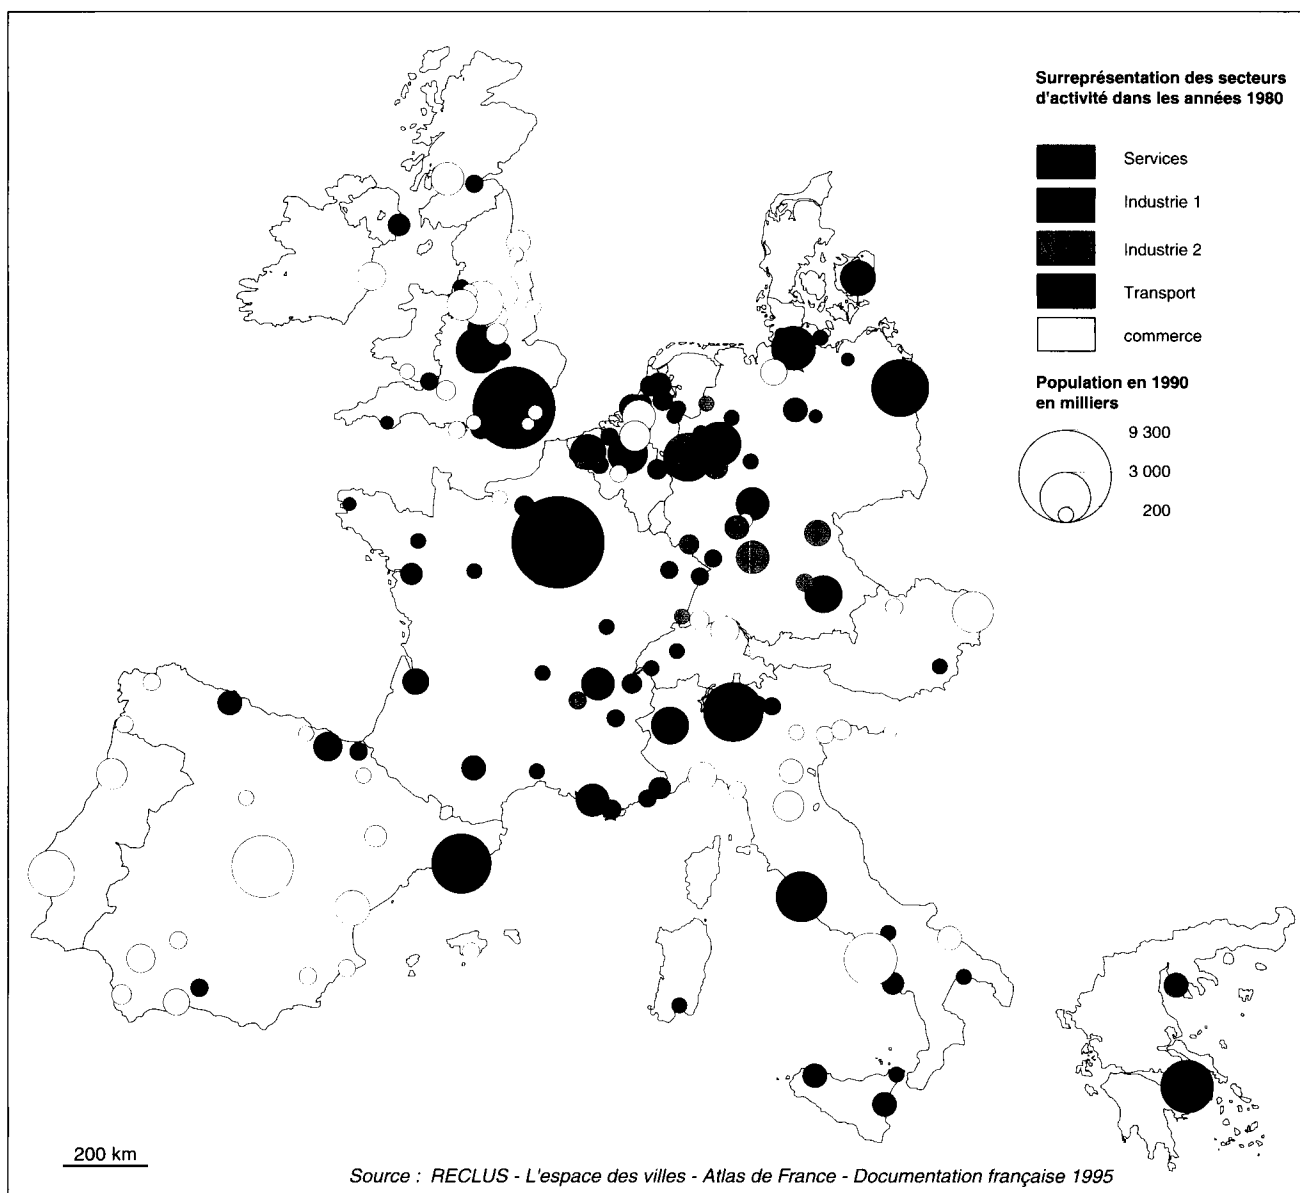 Surreprésentation des secteurs
d'activité dans les années 1980
Services
Industrie 1
Industrie 2
Transport
commerce
Population en 1990
en milliers
9 300
3 000
200
200 km
Source : RECLUS - L'espace des villes - Atlas de France - Documentation française 1995